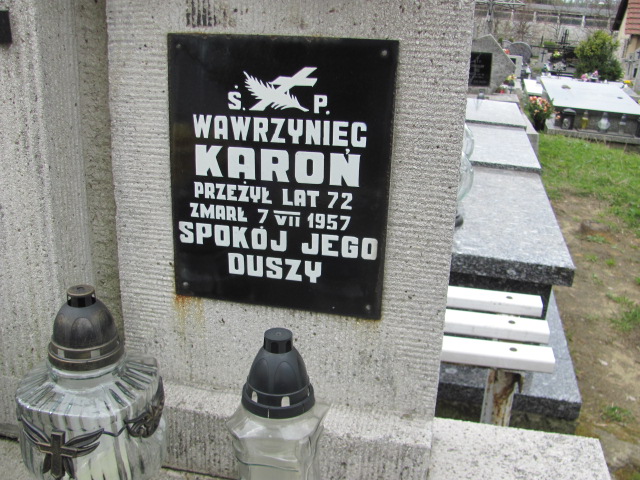 Ś. P.
WAWRZYNIEC
KAROŃ
PRZEŻYŁ LAT 72
ZMARŁ 7 VII 1957
SPOKÓJ JEGO
DUSZY